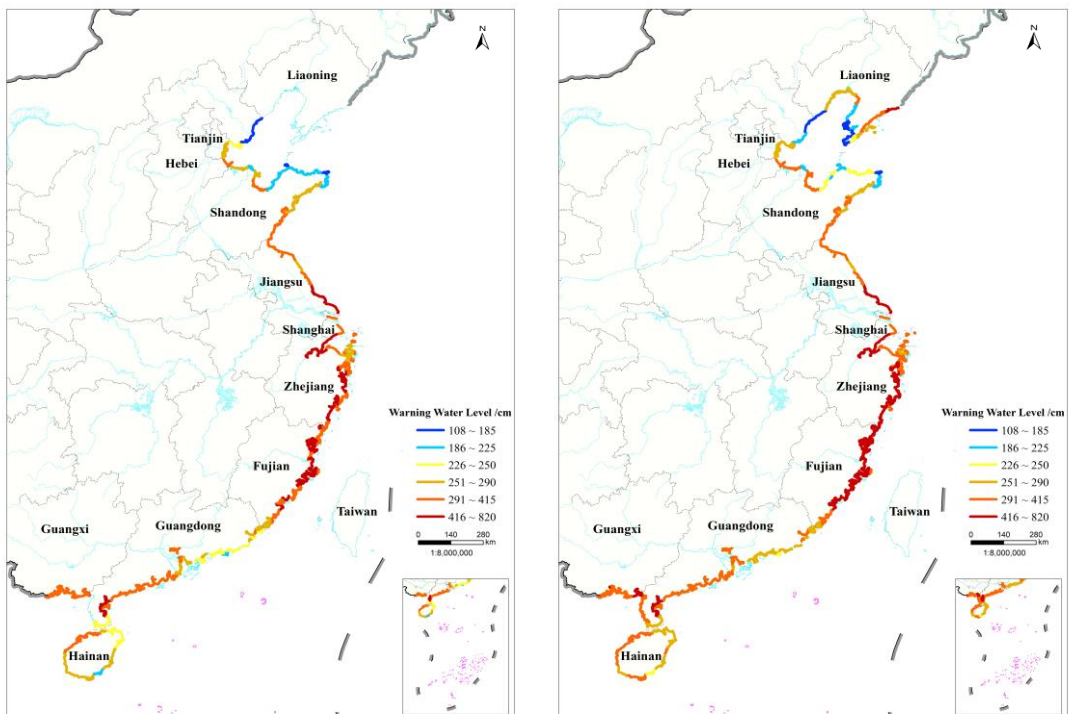 N
Liaoning
Tianjin
Hebei
Shandong
Jiangsu
Shanghai
Zhejiang
Warning Water Level /cm
108 ~ 185
186 ~ 225
226 ~ 250
251 ~ 290
291 ~ 415
416 ~ 820
Fujian
Taiwan
Guangxi
Guangdong
0 140 280
km
1:8,000,000
Hainan
N
Liaoning
Tianjin
Hebei
Shandong
Jiangsu
Shanghai
Zhejiang
Warning Water Level /cm
108 ~ 185
186 ~ 225
226 ~ 250
251 ~ 290
291 ~ 415
416 ~ 820
Fujian
Taiwan
Guangxi
Guangdong
0 140 280
km
1:8,000,000
Hainan